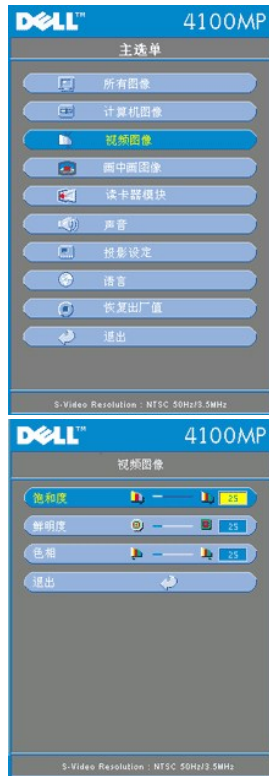 DELL™ 4100MP
主选单
所有图像
计算机图像
视频图像
画中画图像
读卡器模块
声音
投影设定
语言
恢复出厂值
退出
S-Video Resolution : NTSC 50Hz/3.5MHz
DELL™ 4100MP
视频图像
饱和度 25
鲜明度 25
色相 25
退出
S-Video Resolution : NTSC 50Hz/3.5MHz